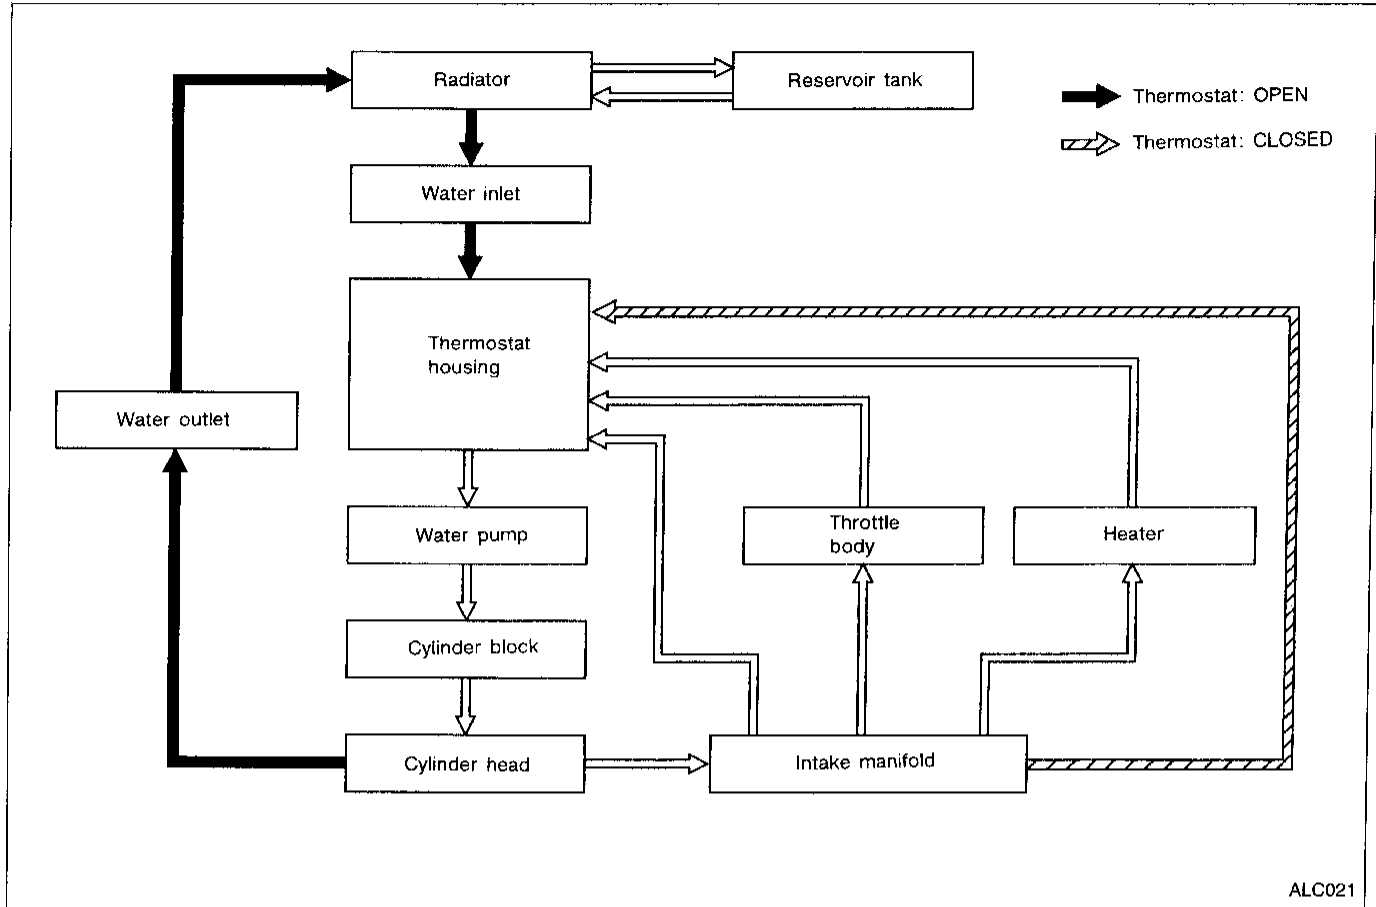 Radiator
Reservoir tank
Thermostat: OPEN
Thermostat: CLOSED
Water inlet
Thermostat
housing
Water outlet
Water pump
Throttle
body
Heater
Cylinder block
Cylinder head
Intake manifold
ALC021